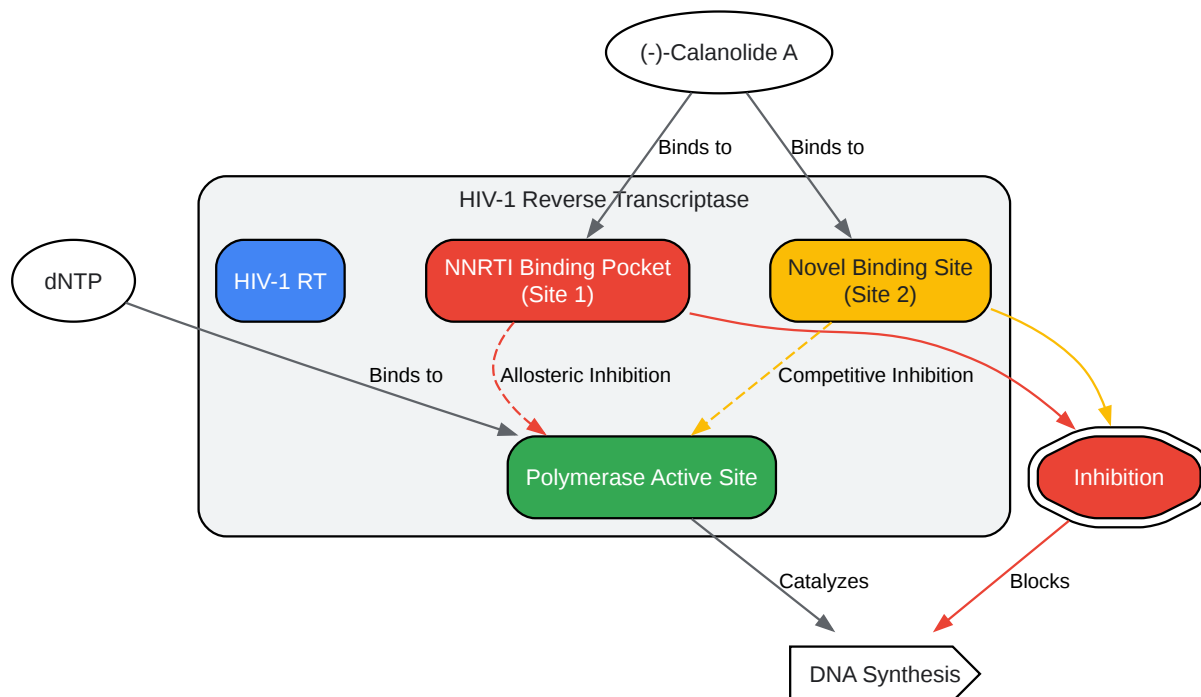 (-)-Calanolide A
Binds to
Binds to
HIV-1 Reverse Transcriptase
dNTP
HIV-1 RT
NNRTI Binding Pocket
(Site 1)
Novel Binding Site
(Site 2)
Binds to
Allosteric Inhibition
Competitive Inhibition
Polymerase Active Site
Inhibition
Catalyzes
Blocks
DNA Synthesis